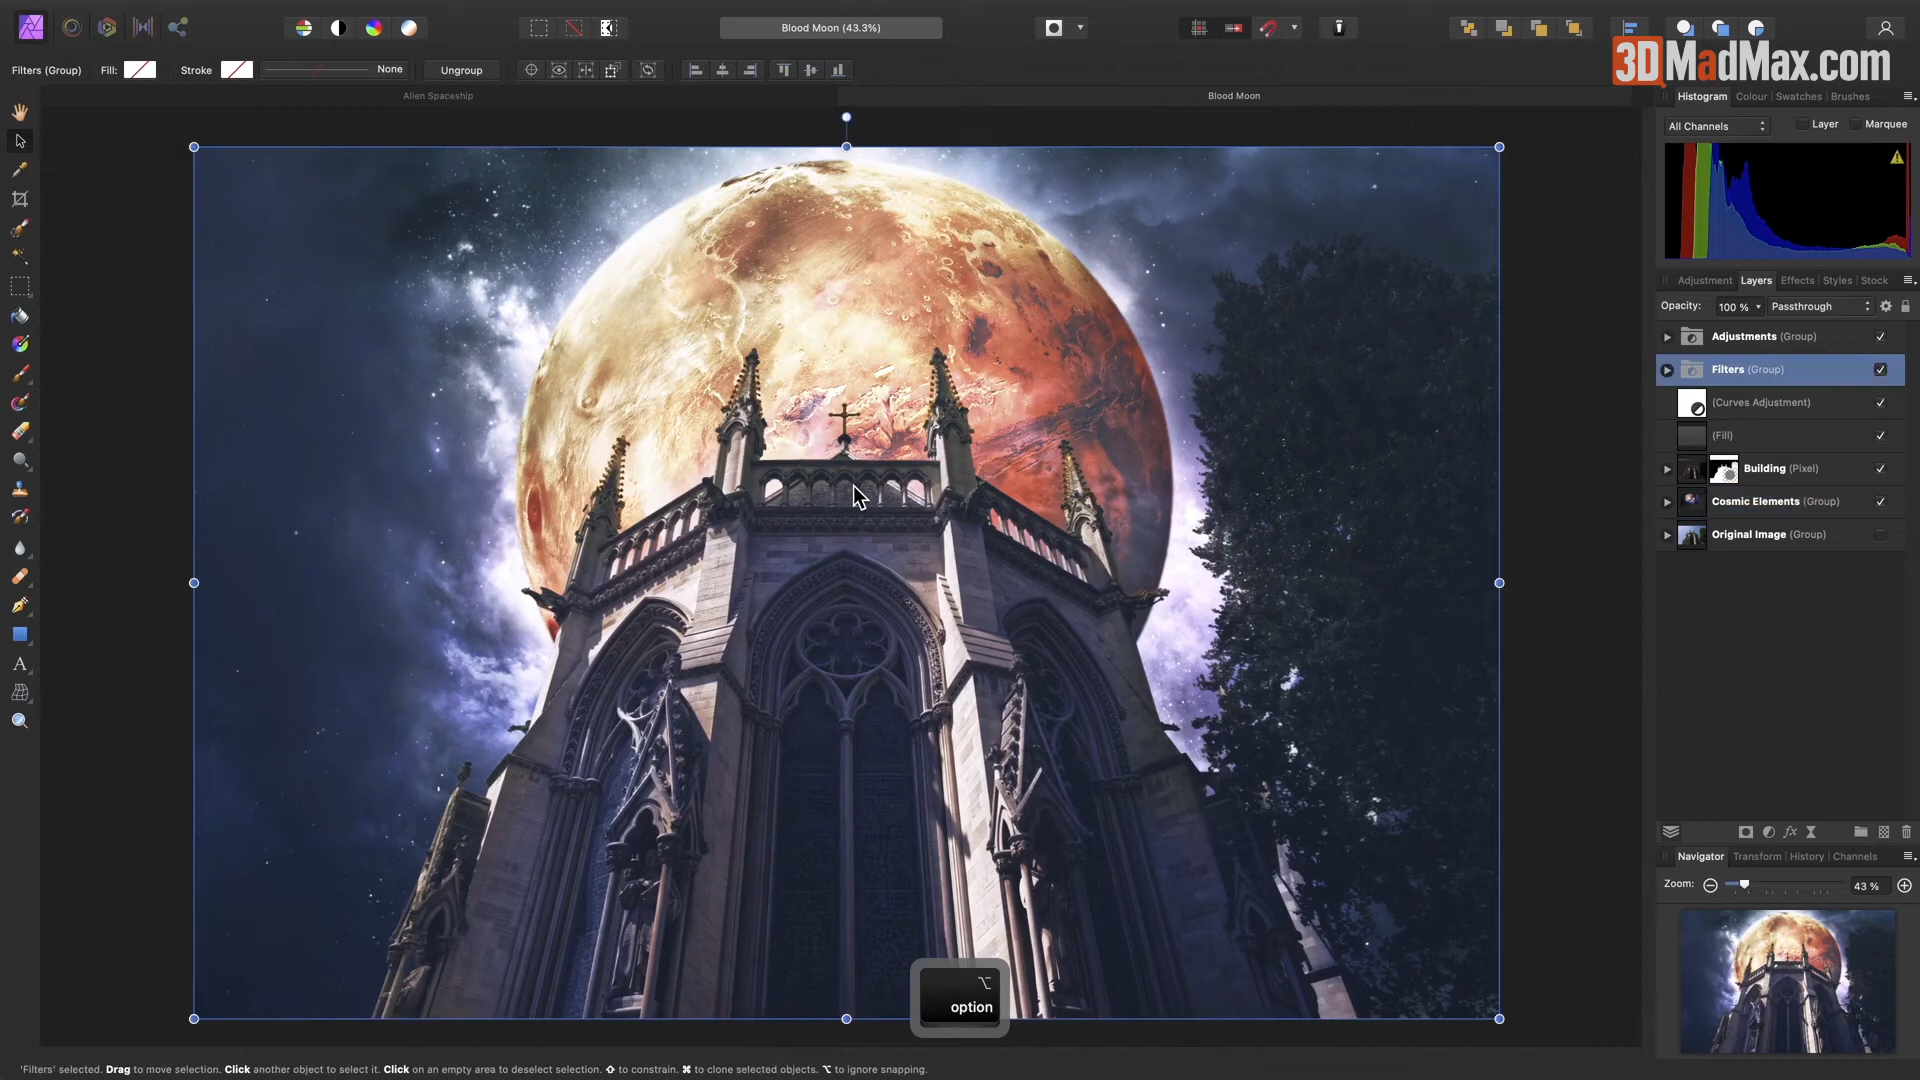 Blood Moon (43.3%)
3DMadMax.com
Filters (Group)
Fill:
Stroke
None
Ungroup
Alien Spaceship
Blood Moon
Histogram
Colour
Swatches
Brushes
All Channels
Layer
Marquee
Adjustment
Layers
Effects
Styles
Stock
Opacity:
100 %
Passthrough
Adjustments (Group)
Filters (Group)
(Curves Adjustment)
(Fill)
Building (Pixel)
Cosmic Elements (Group)
Original Image (Group)
Navigator
Transform
History
Channels
Zoom:
43 %
⌥
option
'Filters' selected. Drag to move selection. Click another object to select it. Click on an empty area to deselect selection. ⇧ to constrain. ⌘ to clone selected objects. ⌥ to ignore snapping.